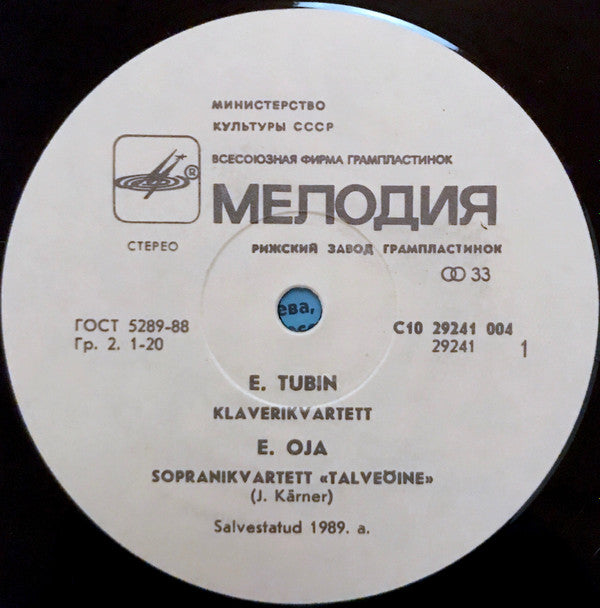 МИНИСТЕРСТВО
КУЛЬТУРЫ СССР
ВСЕСОЮЗНАЯ ФИРМА ГРАМПЛАСТИНОК
®
МЕЛОДИЯ
СТЕРЕО
РИЖСКИЙ ЗАВОД ГРАМПЛАСТИНОК
33
ева,
ГОСТ 5289-88
Гр. 2. 1-20
С10 29241 004
29241 1
E. TUBIN
KLAVERIKVARTETT
E. OJA
SOPRANIKVARTETT «TALVEÕINE»
(J. Kärner)
Salvestatud 1989. a.